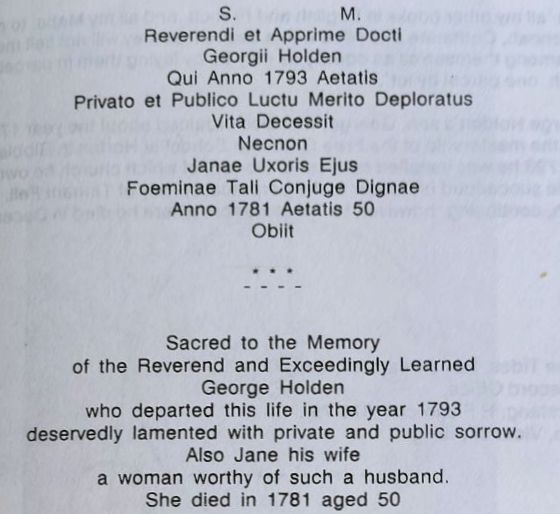 S. M.
Reverendi et Apprime Docti
Georgii Holden
Qui Anno 1793 Aetatis
Privato et Publico Luctu Merito Deploratus
Vita Decessit
Necnon
Janae Uxoris Ejus
Foeminae Tali Conjuge Dignae
Anno 1781 Aetatis 50
Obiit
* * *
- - - -
Sacred to the Memory
of the Reverend and Exceedingly Learned
George Holden
who departed this life in the year 1793
deservedly lamented with private and public sorrow.
Also Jane his wife
a woman worthy of such a husband.
She died in 1781 aged 50